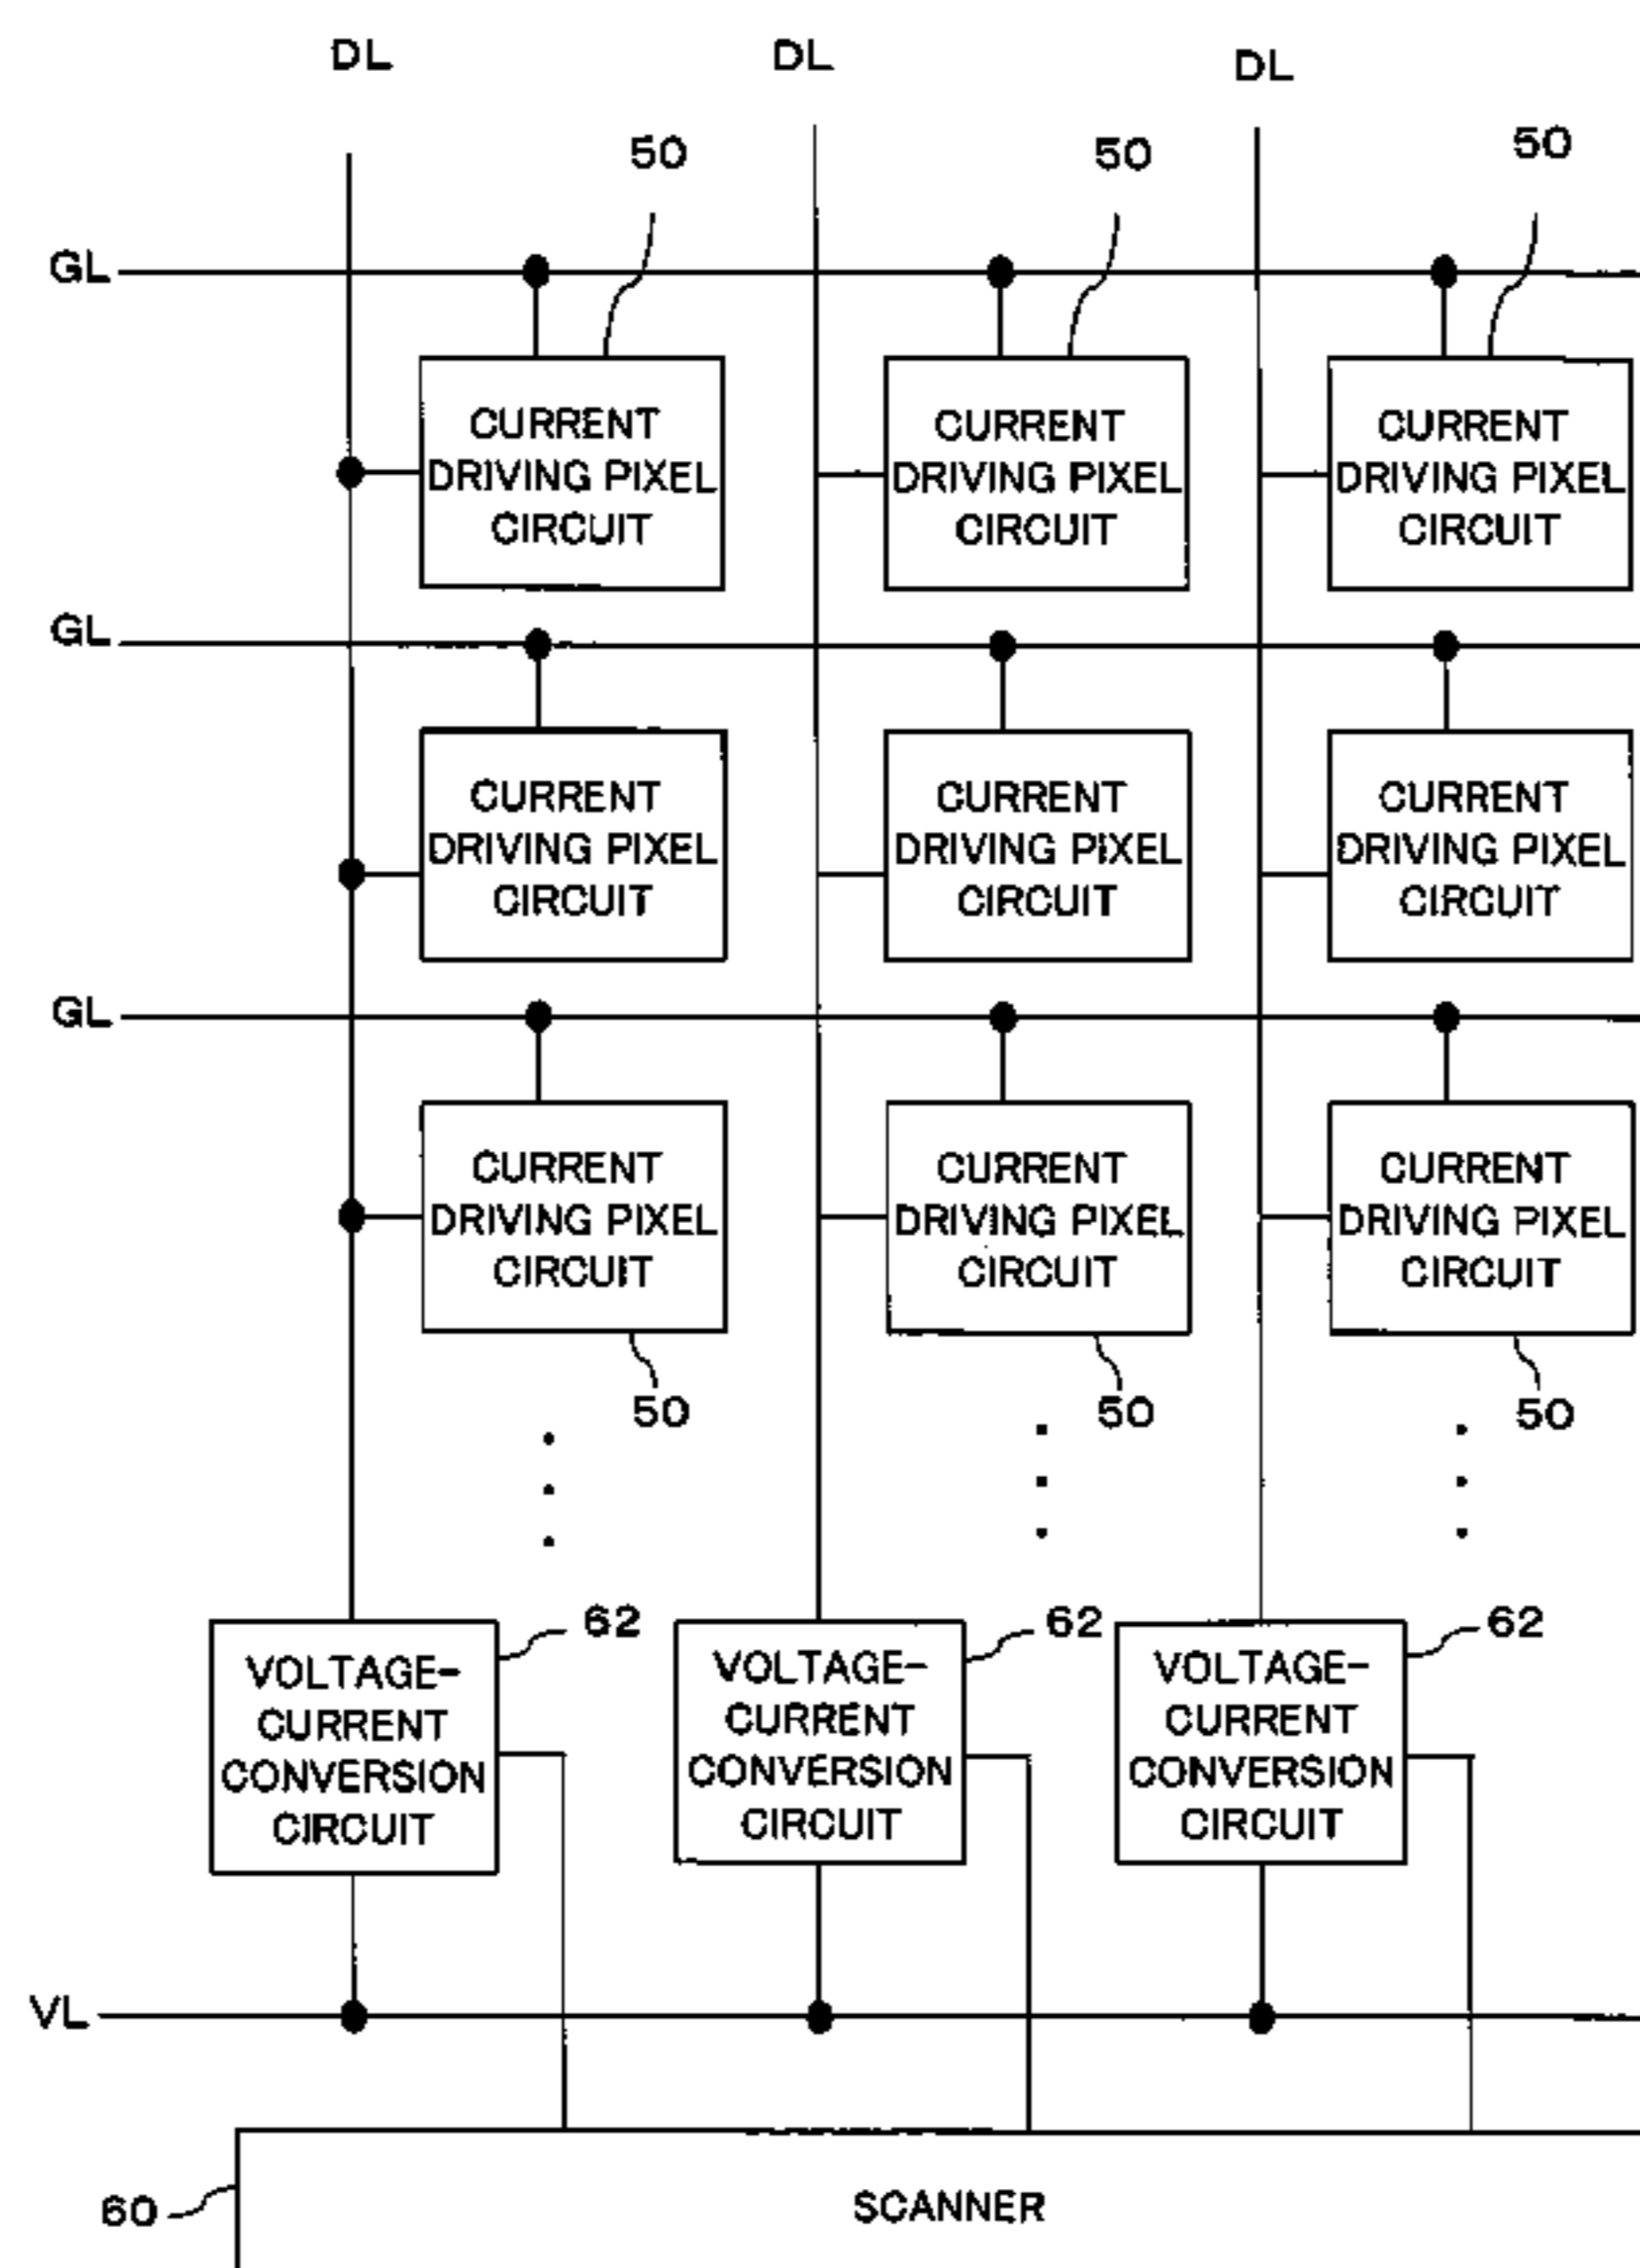 DL
DL
DL
50
50
50
GL
CURRENT
DRIVING PIXEL
CIRCUIT
CURRENT
DRIVING PIXEL
CIRCUIT
CURRENT
DRIVING PIXEL
CIRCUIT
GL
CURRENT
DRIVING PIXEL
CIRCUIT
CURRENT
DRIVING PIXEL
CIRCUIT
CURRENT
DRIVING PIXEL
CIRCUIT
GL
CURRENT
DRIVING PIXEL
CIRCUIT
CURRENT
DRIVING PIXEL
CIRCUIT
CURRENT
DRIVING PIXEL
CIRCUIT
50
50
50
VOLTAGE-
CURRENT
CONVERSION
CIRCUIT
62
VOLTAGE-
CURRENT
CONVERSION
CIRCUIT
62
VOLTAGE-
CURRENT
CONVERSION
CIRCUIT
62
VL
60
SCANNER